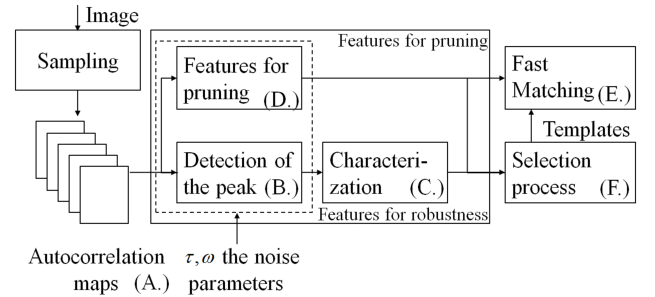 Image
Sampling
Features for pruning
Features for
pruning (D.)
Fast
Matching (E.)
Templates
Detection of
the peak (B.)
Characteri-
zation (C.)
Selection
process (F.)
Features for robustness
Autocorrelation
maps (A.)
τ, ω the noise
parameters